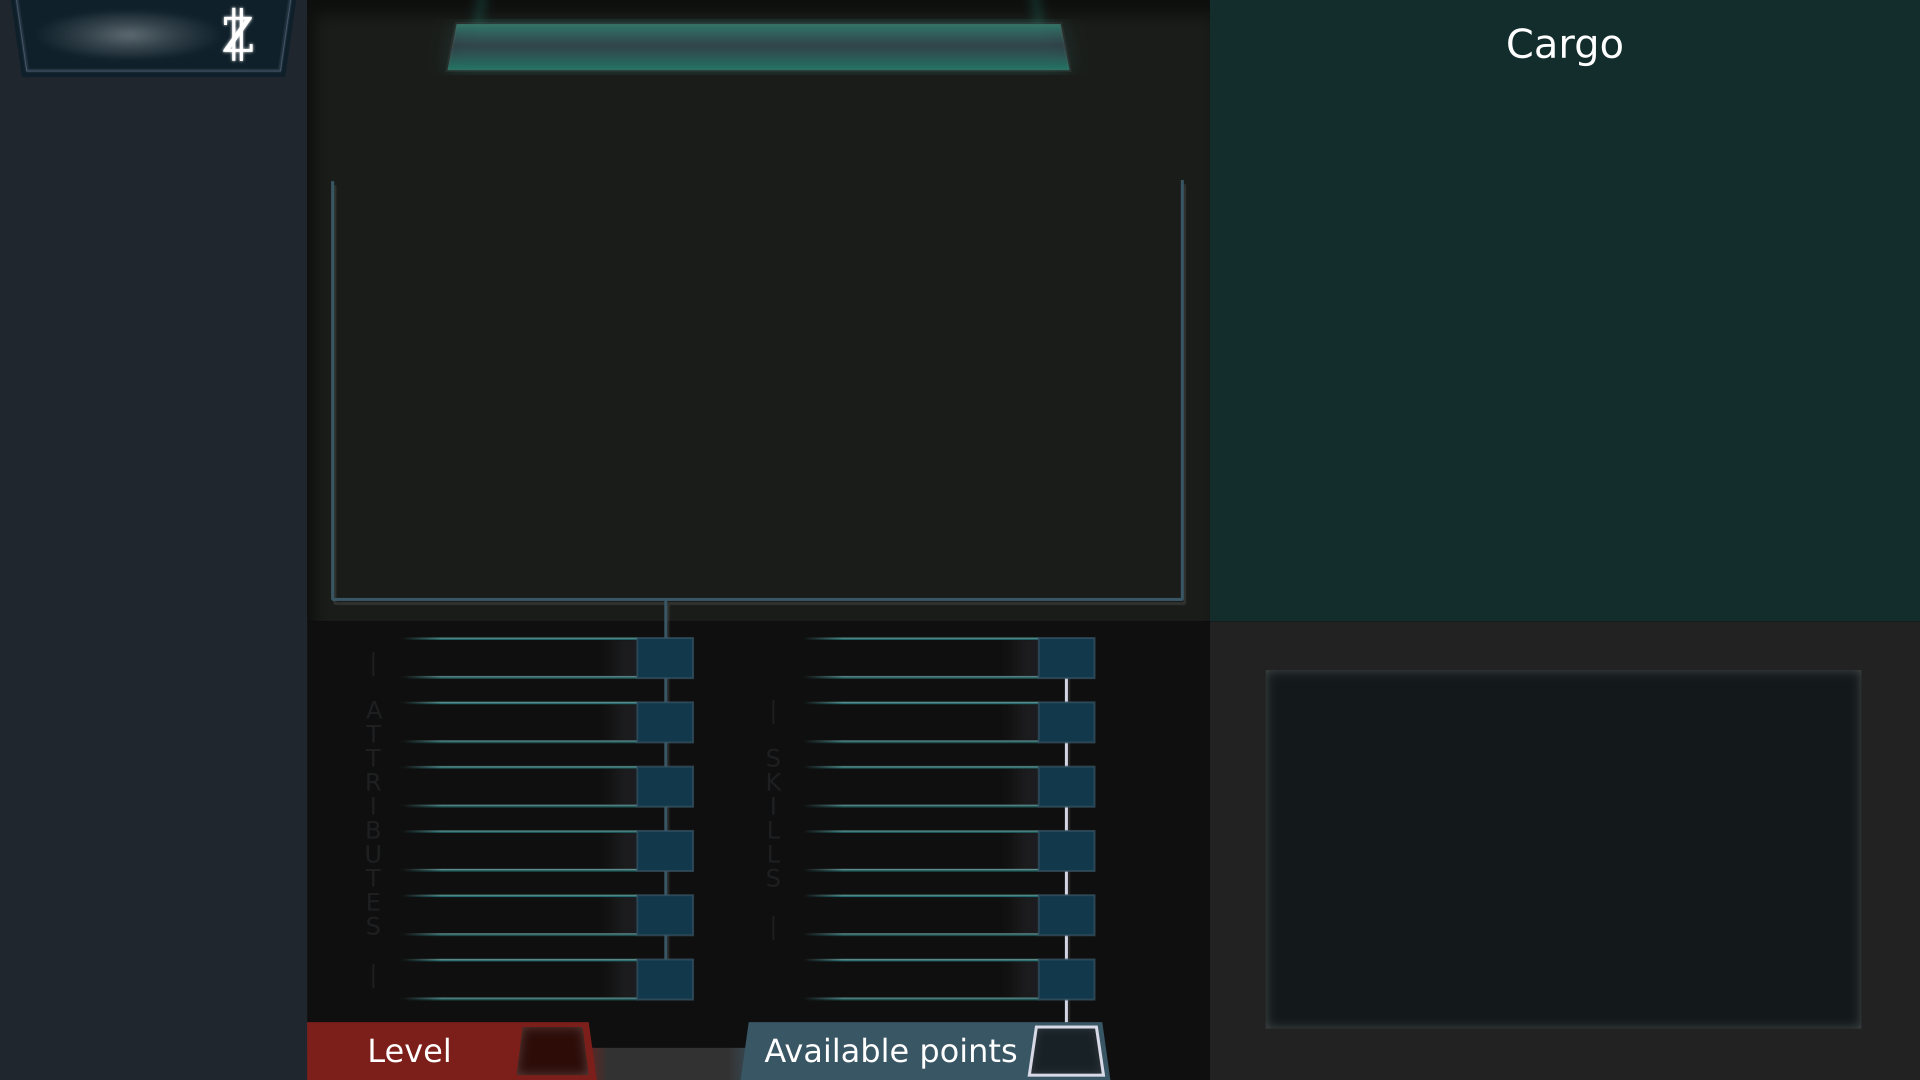 Cargo
| ATTRIBUTES |
| SKILLS |
Level
Available points